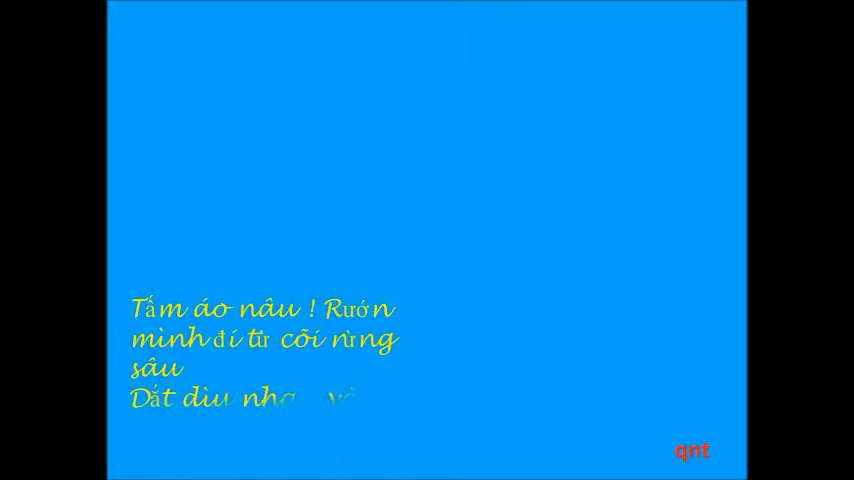 Tấm áo nâu ! Rướn
mình đi từ cõi rừng
sâu
Dắt dìu
qnt